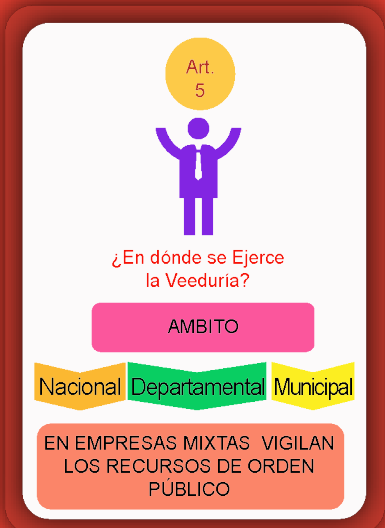 Art.
5
¿En dónde se Ejerce
la Veeduría?
AMBITO
Nacional Departamental Municipal
EN EMPRESAS MIXTAS VIGILAN
LOS RECURSOS DE ORDEN
PÚBLICO